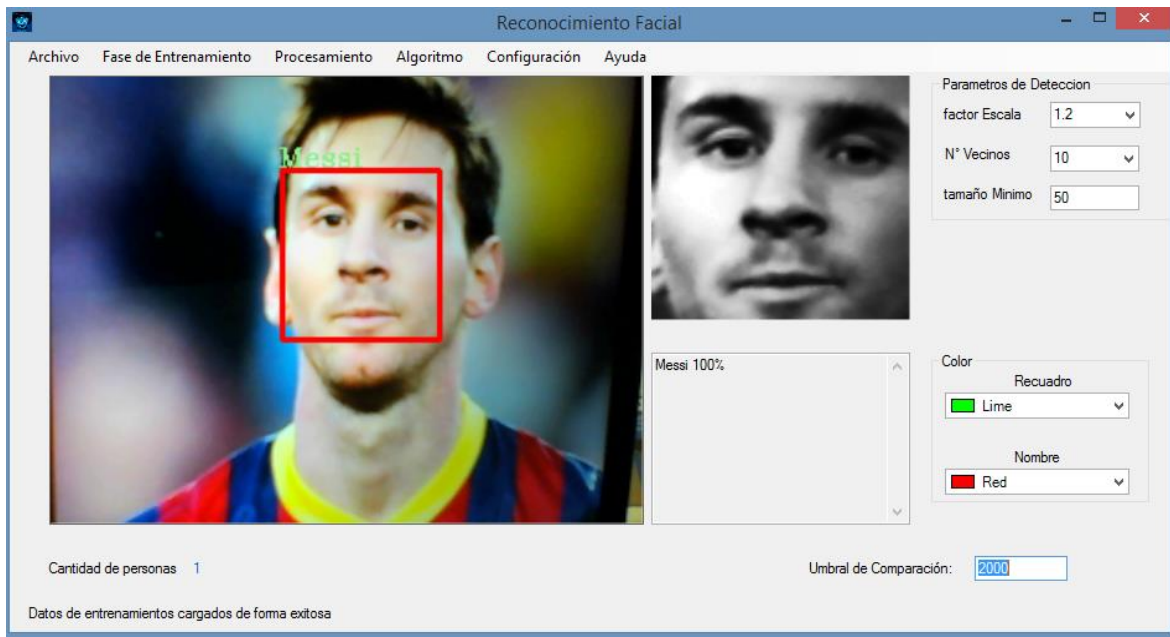 Reconocimiento Facial
Archivo Fase de Entrenamiento Procesamiento Algoritmo Configuración Ayuda
Messi
Parametros de Deteccion
factor Escala 1.2
N° Vecinos 10
tamaño Minimo 50
Messi 100%
Color
Recuadro
Lime
Nombre
Red
Cantidad de personas 1
Umbral de Comparación: 2000
Datos de entrenamientos cargados de forma exitosa